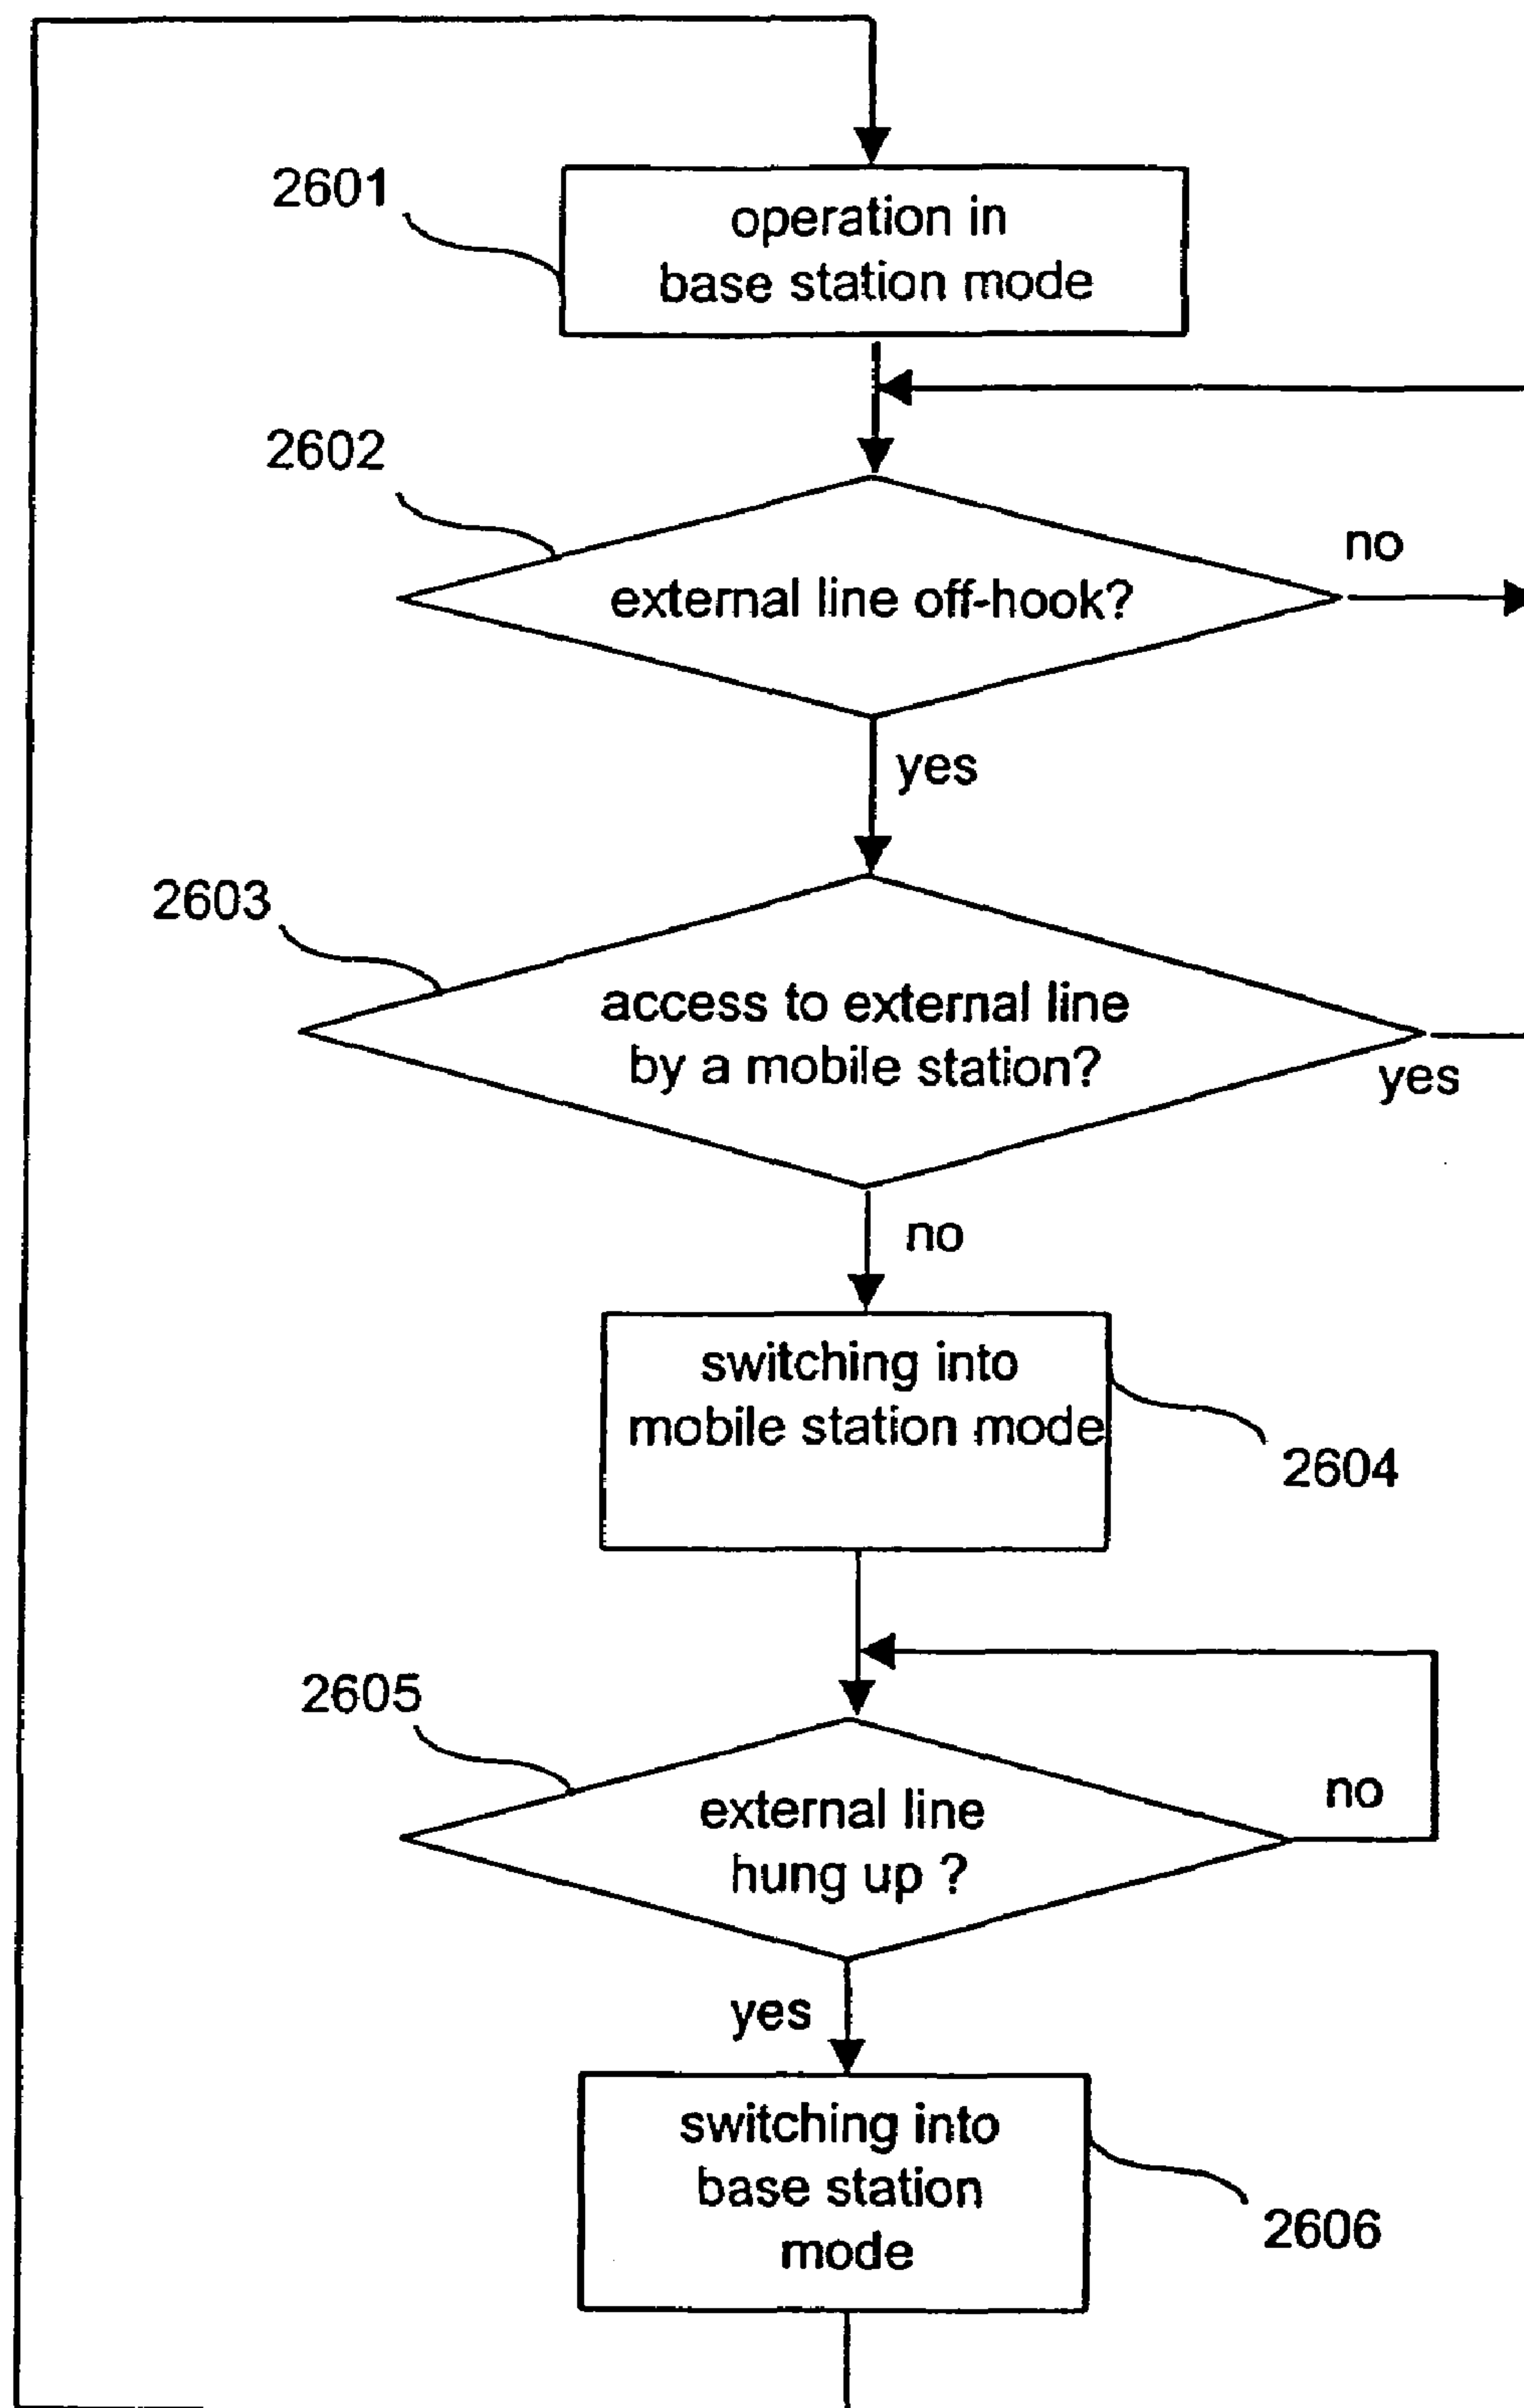 2601
operation in
base station mode
2602
no
external line off-hook?
yes
2603
access to external line
by a mobile station?
yes
no
switching into
mobile station mode
2604
2605
no
external line
hung up ?
yes
switching into
base station
mode
2606